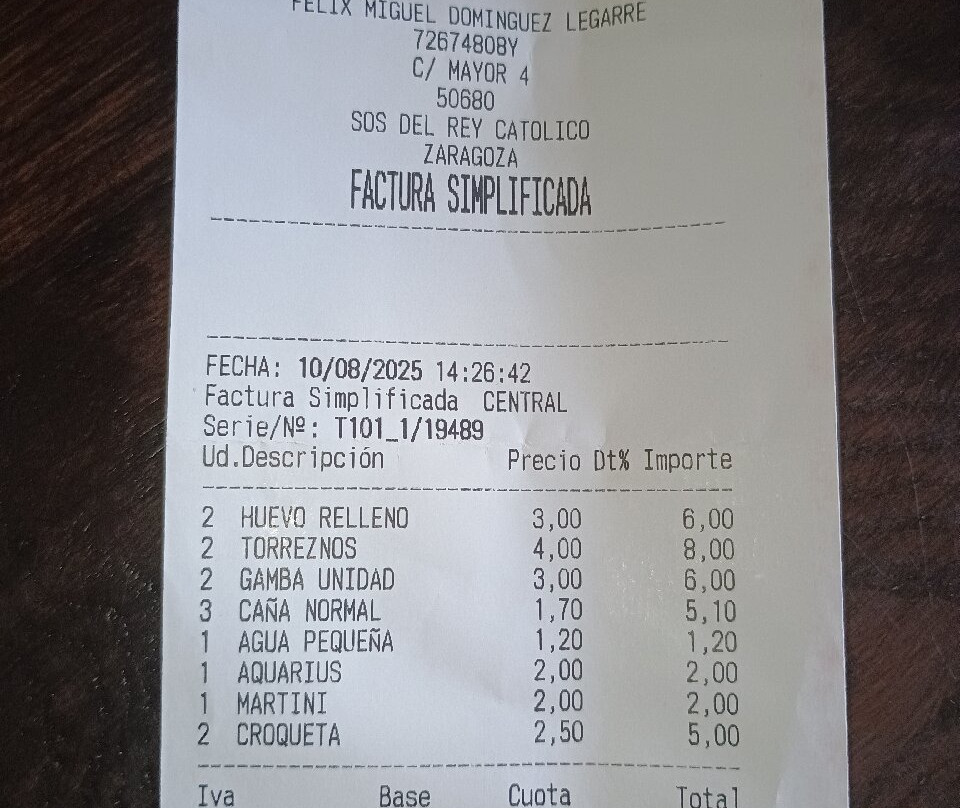 FELIX MIGUEL DOMINGUEZ LEGARRE
72674808Y
C/ MAYOR 4
50680
SOS DEL REY CATOLICO
ZARAGOZA
FACTURA SIMPLIFICADA
FECHA: 10/08/2025 14:26:42
Factura Simplificada CENTRAL
Serie/Nº: T101_1/19489
Ud.Descripción Precio Dt% Importe
2 HUEVO RELLENO 3,00 6,00
2 TORREZNOS 4,00 8,00
2 GAMBA UNIDAD 3,00 6,00
3 CAÑA NORMAL 1,70 5,10
1 AGUA PEQUEÑA 1,20 1,20
1 AQUARIUS 2,00 2,00
1 MARTINI 2,00 2,00
2 CROQUETA 2,50 5,00
Iva Base Cuota Total